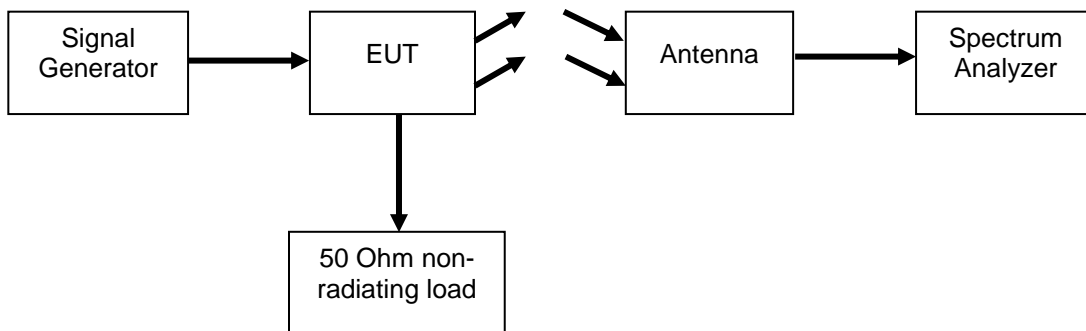 Signal
Generator
EUT
Antenna
Spectrum
Analyzer
50 Ohm non-
radiating load